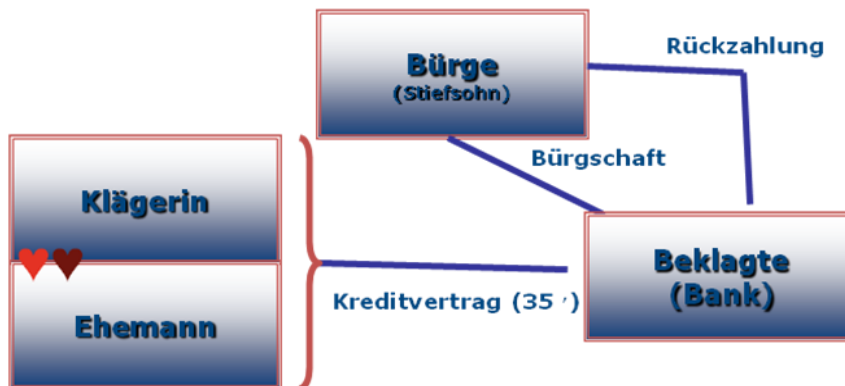 Bürge
(Stiefsohn)
Rückzahlung
Bürgschaft
Klägerin
Ehemann
Kreditvertrag (35
Beklagte
(Bank)